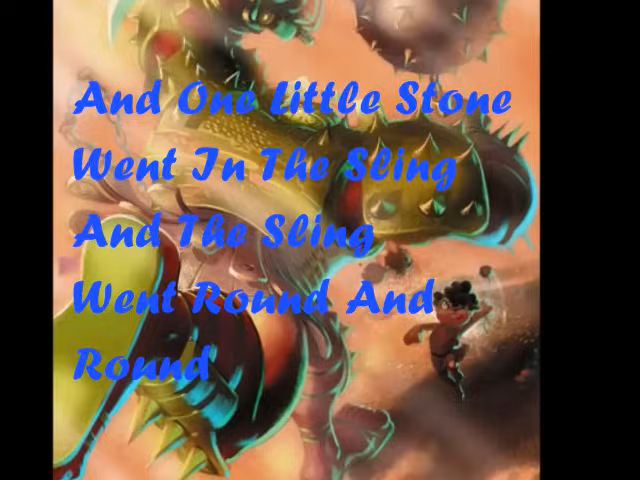 And One Little Stone
Went In The Sling
And The Sling
Went Round And
Round